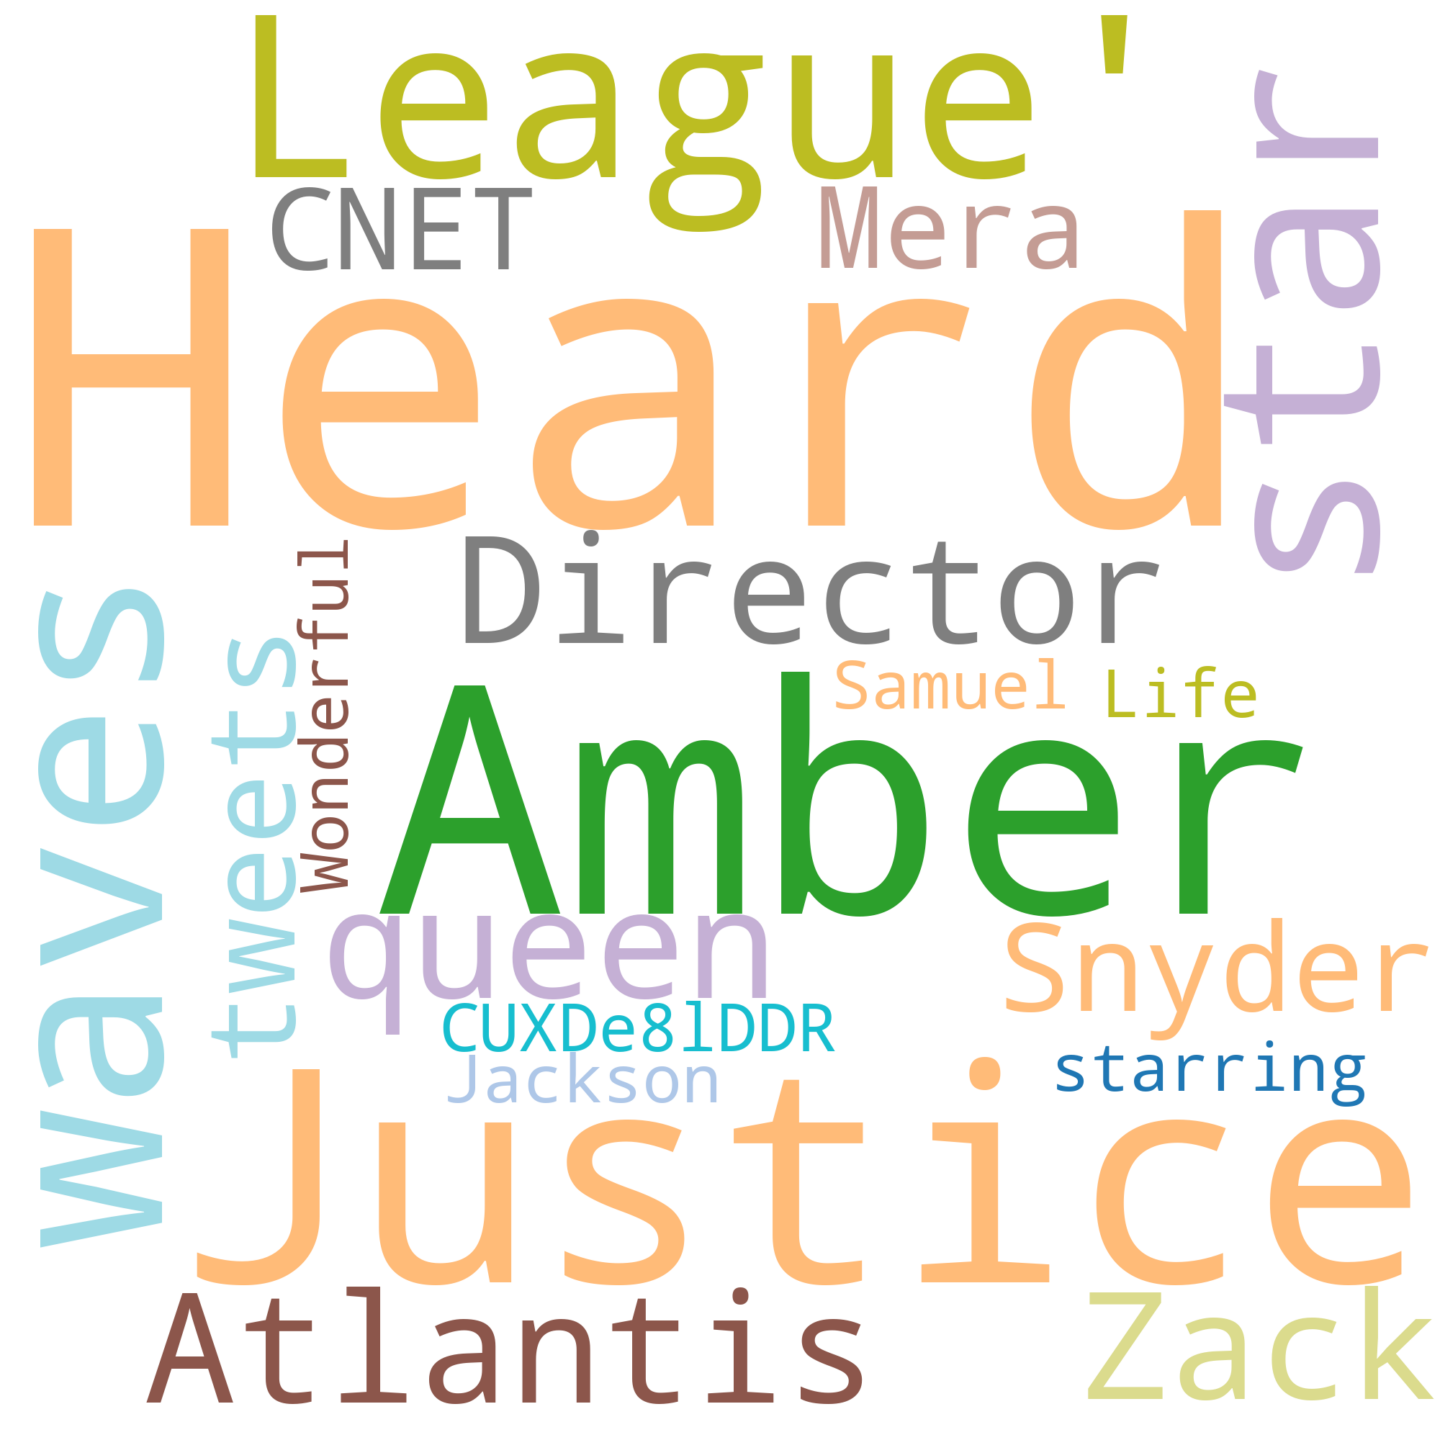 League'
star
CNET
Mera
Heard
Director
Wonderful
waves
tweets
Samuel
Life
Amber
queen
Snyder
CUXDe8lDDR
starring
Jackson
Justice
Atlantis
Zack